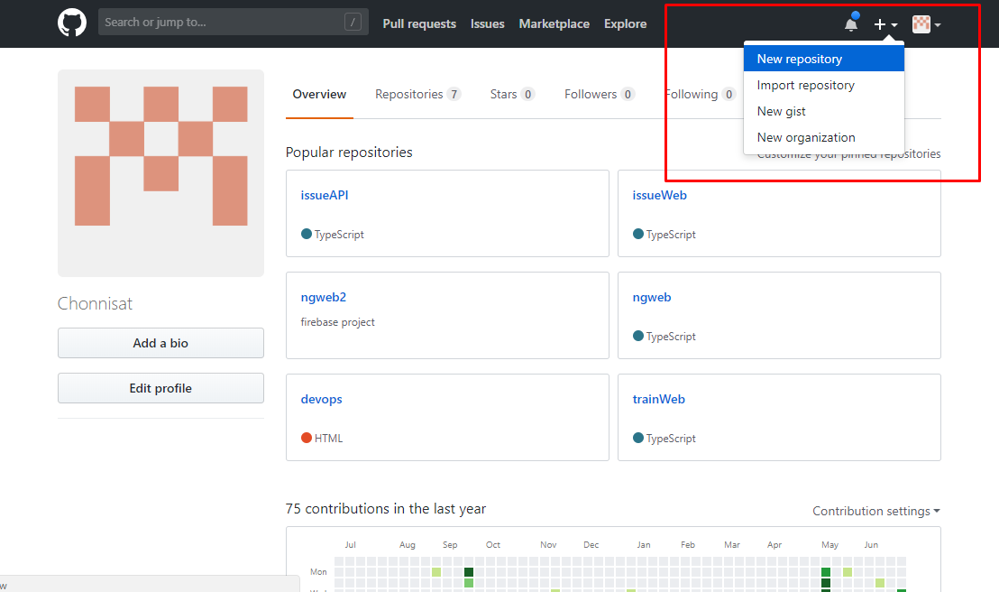 Search or jump to... / Pull requests Issues Marketplace Explore
New repository
Import repository
New gist
New organization
Overview Repositories 7 Stars 0 Followers 0 Following 0
Popular repositories
Customize your pinned repositories
issueAPI
TypeScript
issueWeb
TypeScript
ngweb2
firebase project
ngweb
TypeScript
devops
HTML
trainWeb
TypeScript
Chonnisat
Add a bio
Edit profile
75 contributions in the last year
Contribution settings
Jul Aug Sep Oct Nov Dec Jan Feb Mar Apr May Jun
Mon